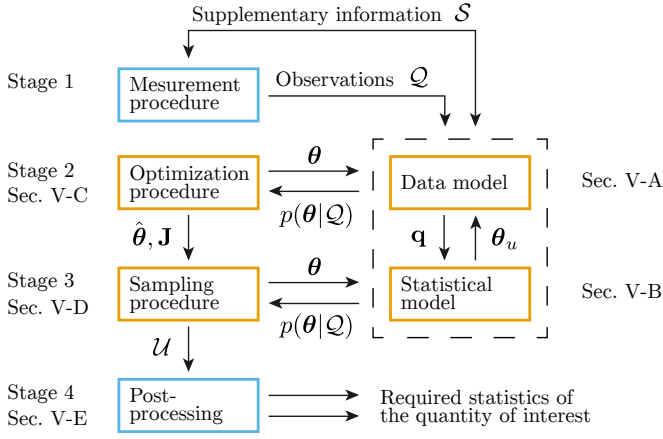 Supplementary information 𝒮
Stage 1
Mesurement
procedure
Observations 𝒬
Stage 2
Sec. V-C
Optimization
procedure
θ
p(θ|𝒬)
Data model
Sec. V-A
θ̂, J
q
θᵤ
Stage 3
Sec. V-D
Sampling
procedure
θ
p(θ|𝒬)
Statistical
model
Sec. V-B
𝒰
Stage 4
Sec. V-E
Post-
processing
Required statistics of
the quantity of interest